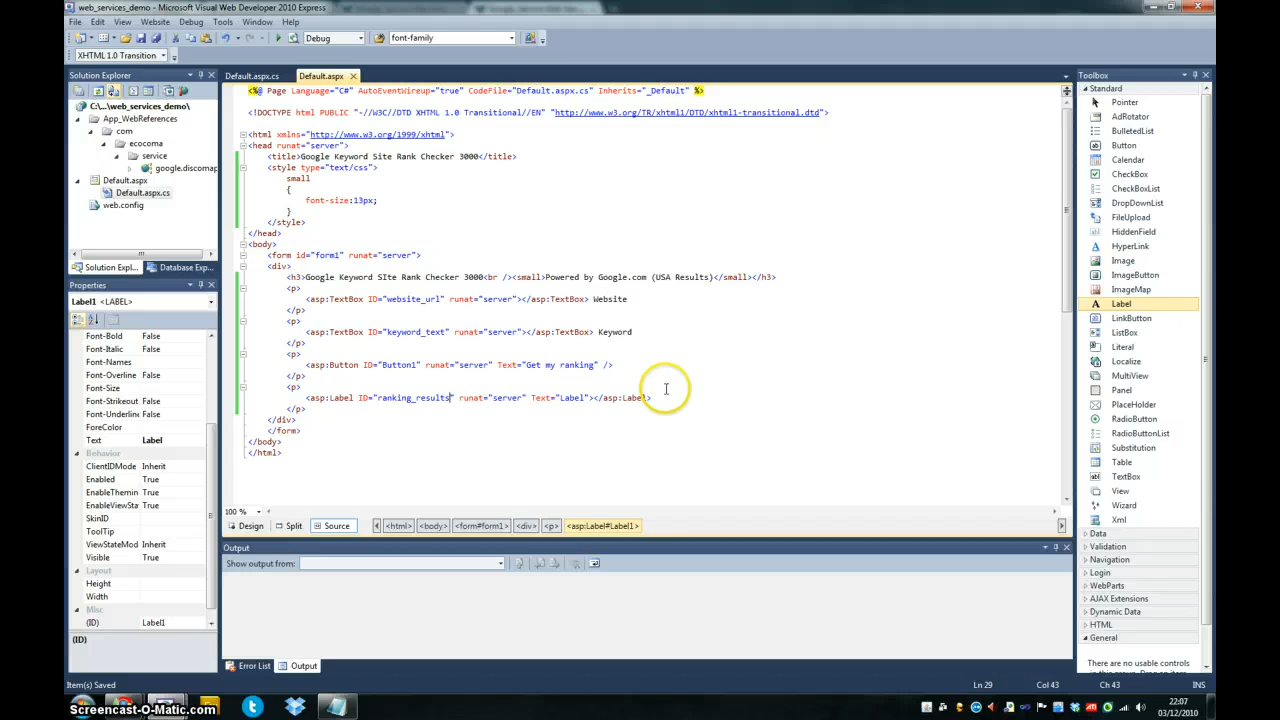 web_services_demo - Microsoft Visual Web Developer 2010 Express
File Edit View Website Debug Tools Window Help
Debug font-family
XHTML 1.0 Transition
Solution Explorer
C:\...\web_services_demo\
App_WebReferences
com
ecocoma
service
google.discomap
Default.aspx
Default.aspx.cs
web.config
Solution Expl... Database Exp...
Properties
Label1 <LABEL>
Font-Bold False
Font-Italic False
Font-Names
Font-Overline False
Font-Size
Font-Strikeout False
Font-Underline False
ForeColor
Text Label
Behavior
ClientIDMode Inherit
Enabled True
EnableThemin True
EnableViewSta True
SkinID
ToolTip
ViewStateMod Inherit
Visible True
Layout
Height
Width
Misc
(ID) Label1
(ID)
Default.aspx.cs Default.aspx
<%@ Page Language="C#" AutoEventWireup="true" CodeFile="Default.aspx.cs" Inherits="_Default" %>
<!DOCTYPE html PUBLIC "-//W3C//DTD XHTML 1.0 Transitional//EN" "http://www.w3.org/TR/xhtml1/DTD/xhtml1-transitional.dtd">
<html xmlns="http://www.w3.org/1999/xhtml">
<head runat="server">
<title>Google Keyword Site Rank Checker 3000</title>
<style type="text/css">
small
{
font-size:13px;
}
</style>
</head>
<body>
<form id="form1" runat="server">
<div>
<h3>Google Keyword SIte Rank Checker 3000<br /><small>Powered by Google.com (USA Results)</small></h3>
<p>
<asp:TextBox ID="website_url" runat="server"></asp:TextBox> Website
</p>
<p>
<asp:TextBox ID="keyword_text" runat="server"></asp:TextBox> Keyword
</p>
<p>
<asp:Button ID="Button1" runat="server" Text="Get my ranking" />
</p>
<p>
<asp:Label ID="ranking_results" runat="server" Text="Label"></asp:Label>
</p>
</div>
</form>
</body>
</html>
100 %
Design Split Source <html> <body> <form#form1> <div> <p> <asp:Label#Label1>
Output
Show output from:
Error List Output
Toolbox
Standard
Pointer
AdRotator
BulletedList
Button
Calendar
CheckBox
CheckBoxList
DropDownList
FileUpload
HiddenField
HyperLink
Image
ImageButton
ImageMap
Label
LinkButton
ListBox
Literal
Localize
MultiView
Panel
PlaceHolder
RadioButton
RadioButtonList
Substitution
Table
TextBox
View
Wizard
Xml
Data
Validation
Navigation
Login
WebParts
AJAX Extensions
Dynamic Data
HTML
General
There are no usable controls
Item(s) Saved Ln 29 Col 43 Ch 43 INS
Screencast-O-Matic.com
22:07
03/12/2010